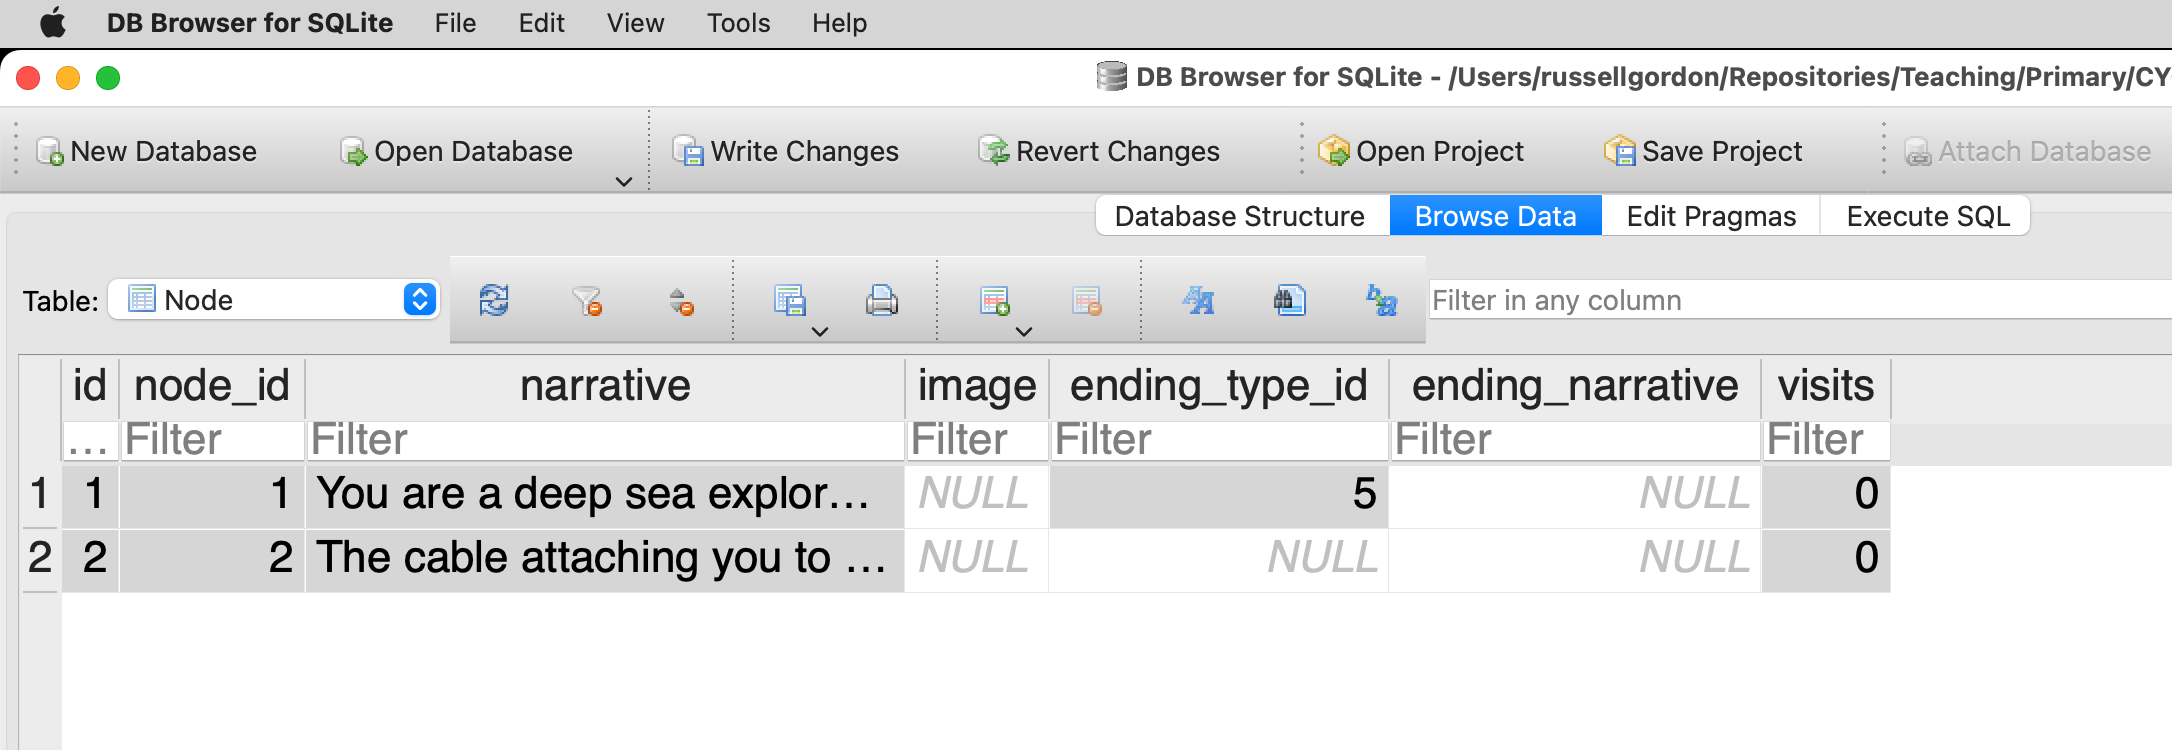 DB Browser for SQLite File Edit View Tools Help
DB Browser for SQLite - /Users/russellgordon/Repositories/Teaching/Primary/CY
New Database Open Database Write Changes Revert Changes Open Project Save Project Attach Database
Database Structure Browse Data Edit Pragmas Execute SQL
Table: Node Filter in any column
id node_id narrative image ending_type_id ending_narrative visits
... Filter Filter Filter Filter Filter Filter
1 1 1 You are a deep sea explor... NULL 5 NULL 0
2 2 2 The cable attaching you to ... NULL NULL NULL 0